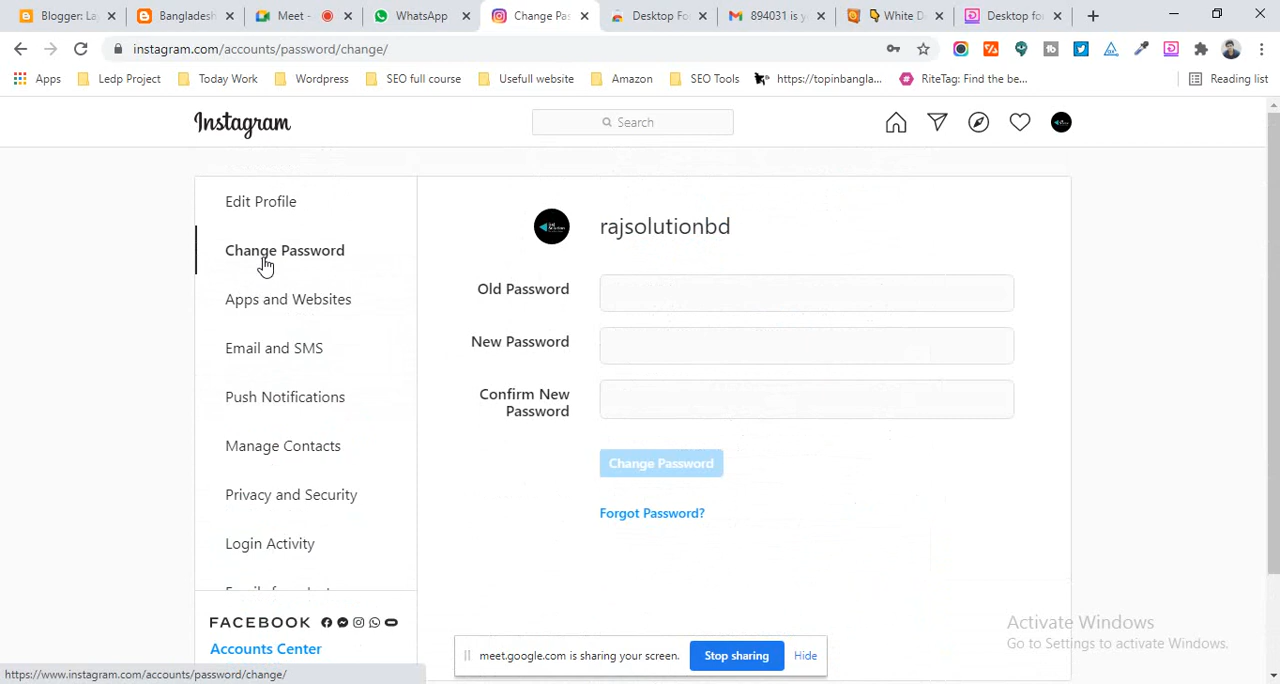 Blogger: La
Bangladesh
Meet -
WhatsApp
Change Pas
Desktop Fo
894031 is y
White D
Desktop fo
instagram.com/accounts/password/change/
Apps
Ledp Project
Today Work
Wordpress
SEO full course
Usefull website
Amazon
SEO Tools
https://topinbangla...
RiteTag: Find the be...
Reading list
Instagram
Search
Edit Profile
Change Password
Apps and Websites
Email and SMS
Push Notifications
Manage Contacts
Privacy and Security
Login Activity
FACEBOOK
Accounts Center
rajsolutionbd
Old Password
New Password
Confirm New
Password
Change Password
Forgot Password?
Activate Windows
Go to Settings to activate Windows.
meet.google.com is sharing your screen.
Stop sharing
Hide
https://www.instagram.com/accounts/password/change/